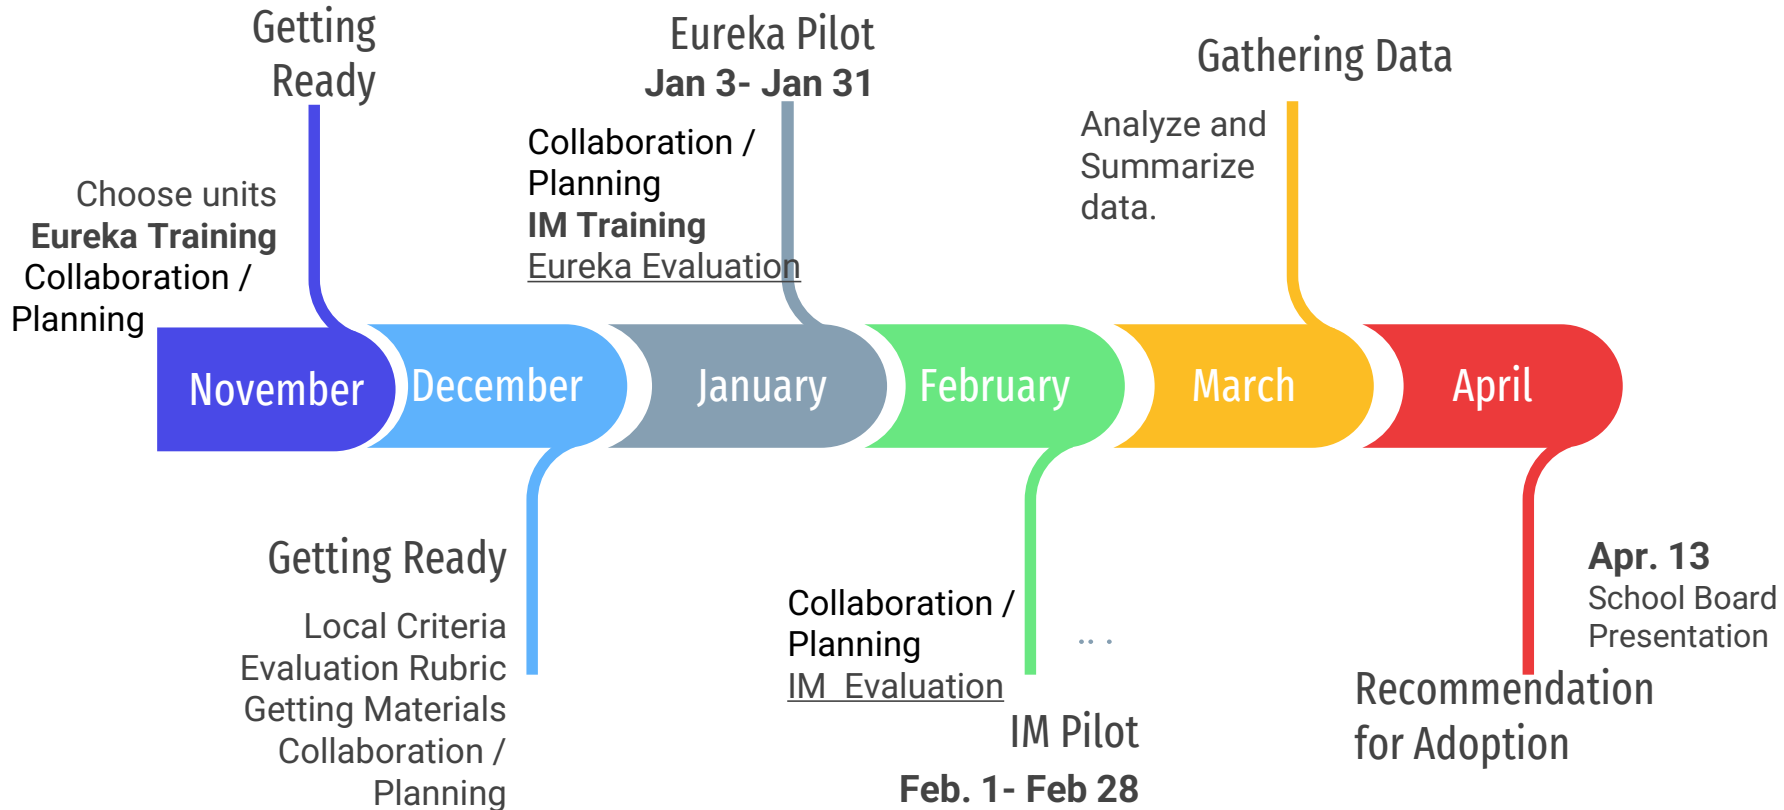 Getting
Ready
Choose units
Eureka Training
Collaboration /
Planning
November
December
Getting Ready
Local Criteria
Evaluation Rubric
Getting Materials
Collaboration /
Planning
Eureka Pilot
Jan 3- Jan 31
Collaboration /
Planning
IM Training
Eureka Evaluation
January
February
Collaboration /
Planning
IM  Evaluation
.. .
IM Pilot
Feb. 1- Feb 28
Gathering Data
Analyze and
Summarize
data.
March
April
Apr. 13
School Board
Presentation
Recommendation
for Adoption